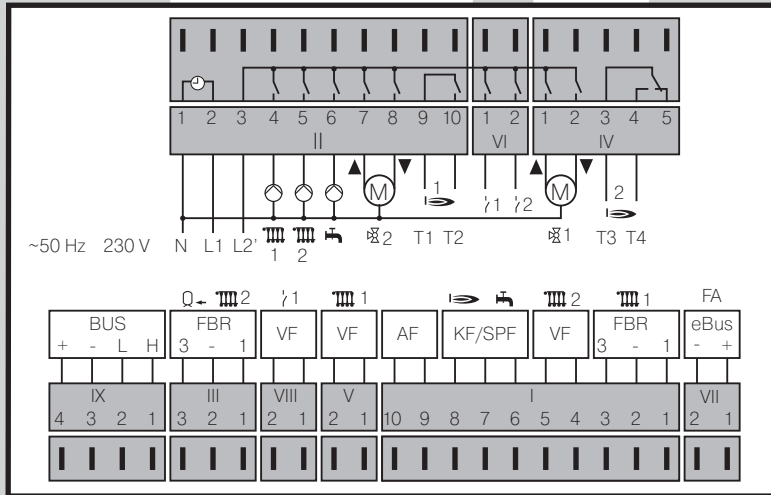 1 2 3 4 5 6 7 8 9 10 1 2 1 2 3 4 5
II VI IV
M M
1 2
1 2
~50 Hz 230 V N L1 L2' 1 2 2 T1 T2 1 T3 T4
2 1 1 2 1 FA
BUS FBR VF VF AF KF/SPF VF FBR eBus
+ - L H 3 - 1 3 - 1 - +
IX III VIII V I VII
4 3 2 1 3 2 1 2 1 2 1 10 9 8 7 6 5 4 3 2 1 2 1